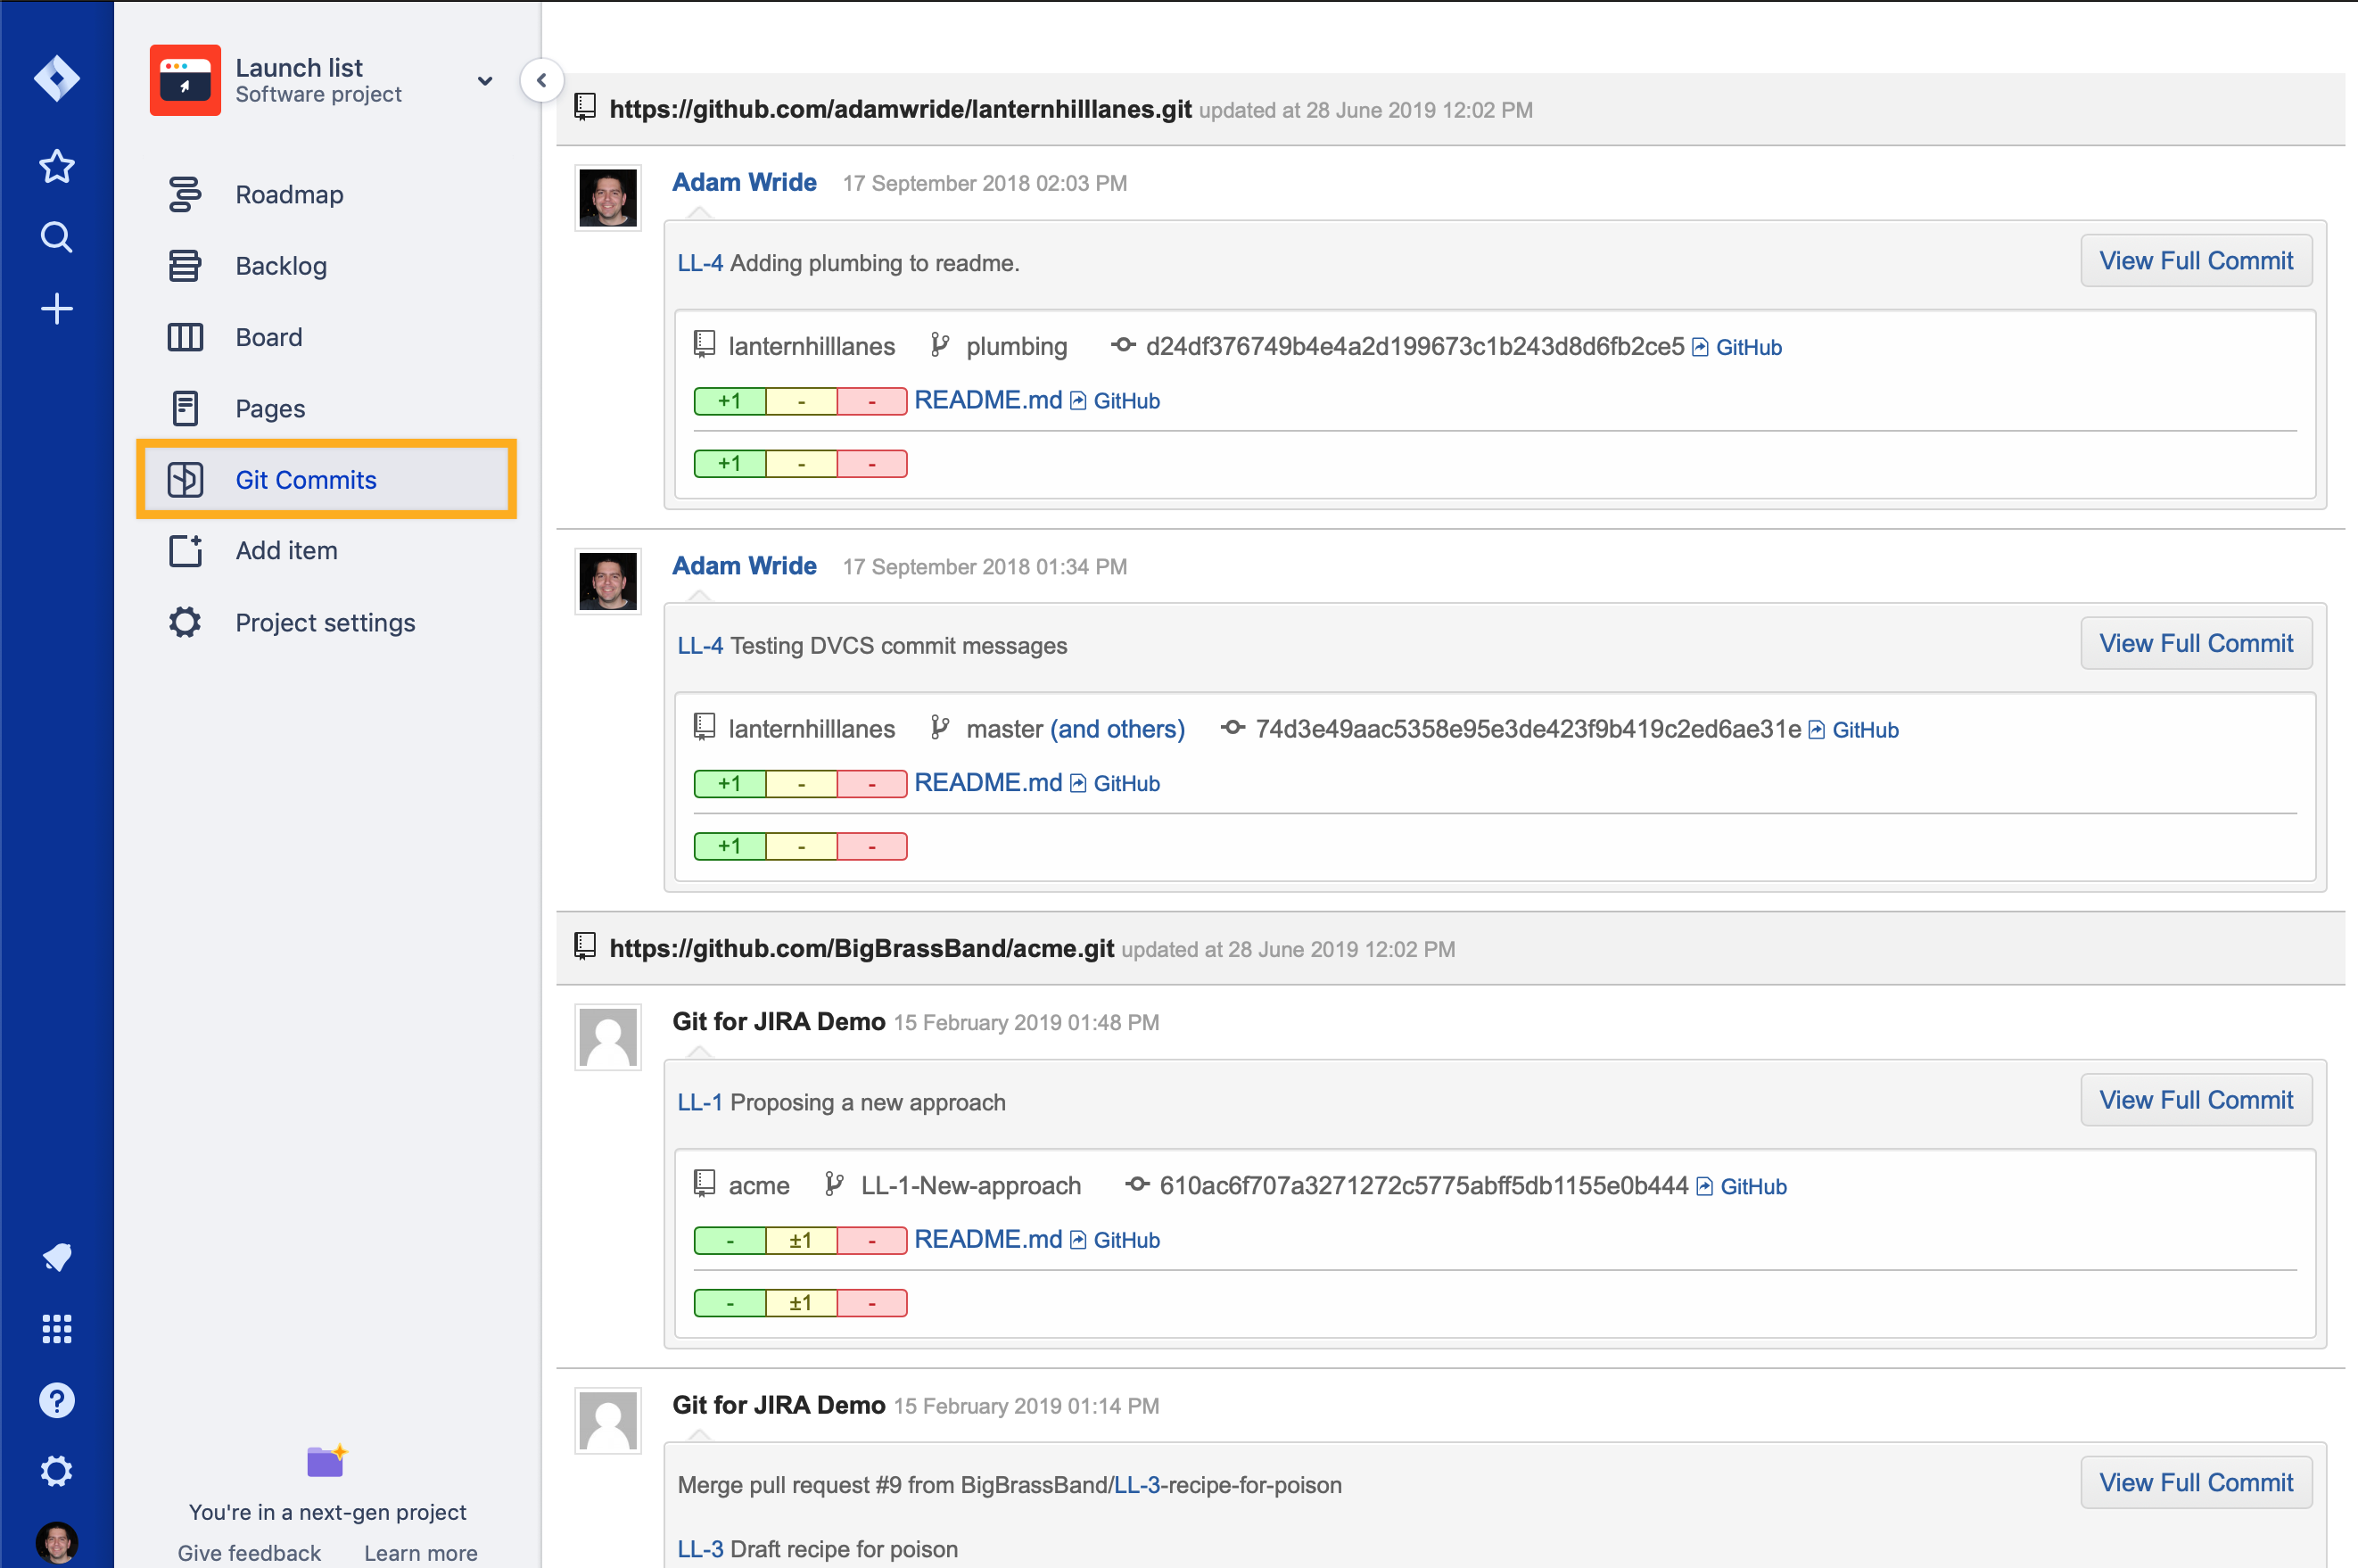 Launch list
Software project
Roadmap
Backlog
Board
Pages
Git Commits
Add item
Project settings
You're in a next-gen project
Give feedback Learn more
https://github.com/adamwride/lanternhilllanes.git updated at 28 June 2019 12:02 PM
Adam Wride 17 September 2018 02:03 PM
LL-4 Adding plumbing to readme.
View Full Commit
lanternhilllanes plumbing d24df376749b4e4a2d199673c1b243d8d6fb2ce5 GitHub
+1 - - README.md GitHub
+1 - -
Adam Wride 17 September 2018 01:34 PM
LL-4 Testing DVCS commit messages
View Full Commit
lanternhilllanes master (and others) 74d3e49aac5358e95e3de423f9b419c2ed6ae31e GitHub
+1 - - README.md GitHub
+1 - -
https://github.com/BigBrassBand/acme.git updated at 28 June 2019 12:02 PM
Git for JIRA Demo 15 February 2019 01:48 PM
LL-1 Proposing a new approach
View Full Commit
acme LL-1-New-approach 610ac6f707a3271272c5775abff5db1155e0b444 GitHub
- ±1 - README.md GitHub
- ±1 -
Git for JIRA Demo 15 February 2019 01:14 PM
Merge pull request #9 from BigBrassBand/LL-3-recipe-for-poison
View Full Commit
LL-3 Draft recipe for poison